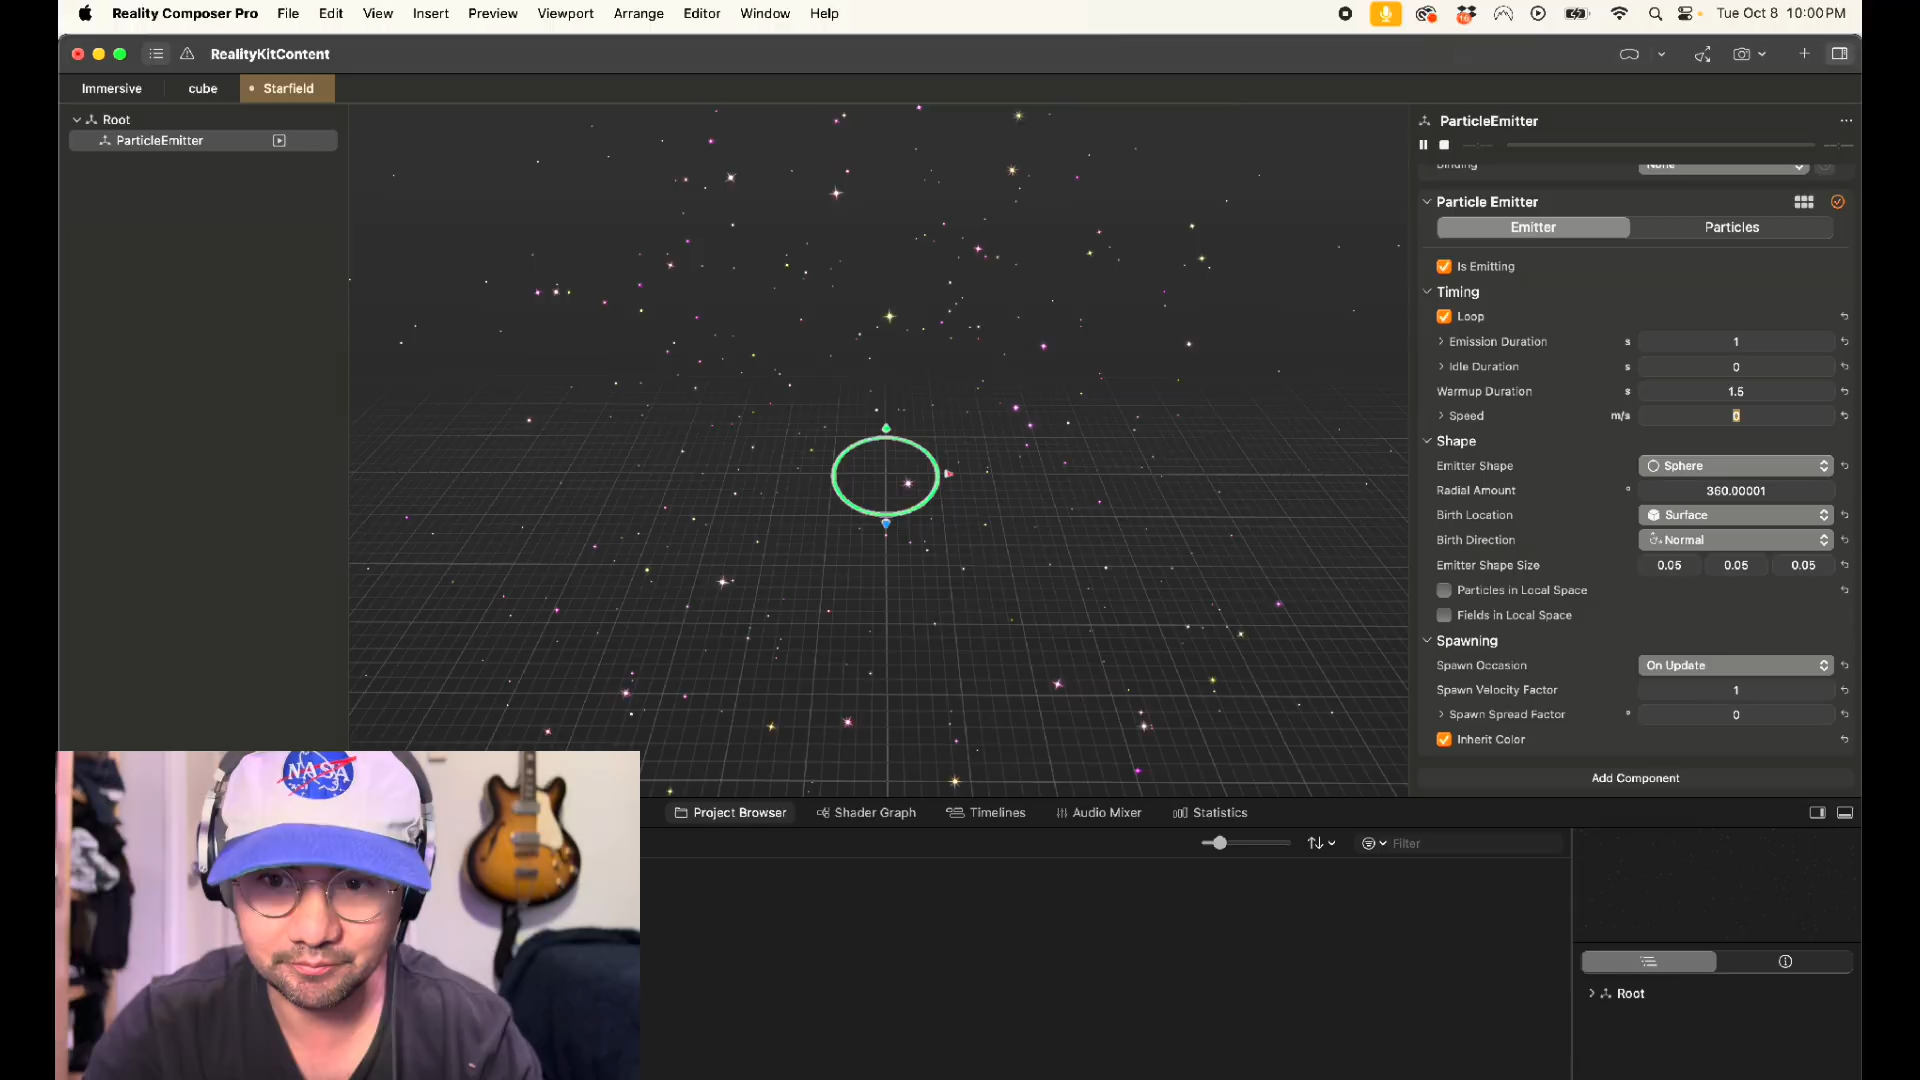 Reality Composer Pro File Edit View Insert Preview Viewport Arrange Editor Window Help 16 Tue Oct 8 10:00 PM
RealityKitContent
Immersive cube Starfield
Root
ParticleEmitter
ParticleEmitter
Binding None
Particle Emitter
Emitter Particles
Is Emitting
Timing
Loop
Emission Duration s 1
Idle Duration s 0
Warmup Duration s 1.5
Speed m/s 0
Shape
Emitter Shape Sphere
Radial Amount ° 360.00001
Birth Location Surface
Birth Direction Normal
Emitter Shape Size 0.05 0.05 0.05
Particles in Local Space
Fields in Local Space
Spawning
Spawn Occasion On Update
Spawn Velocity Factor 1
Spawn Spread Factor ° 0
Inherit Color
Add Component
Project Browser Shader Graph Timelines Audio Mixer Statistics
Filter
Root
NASA